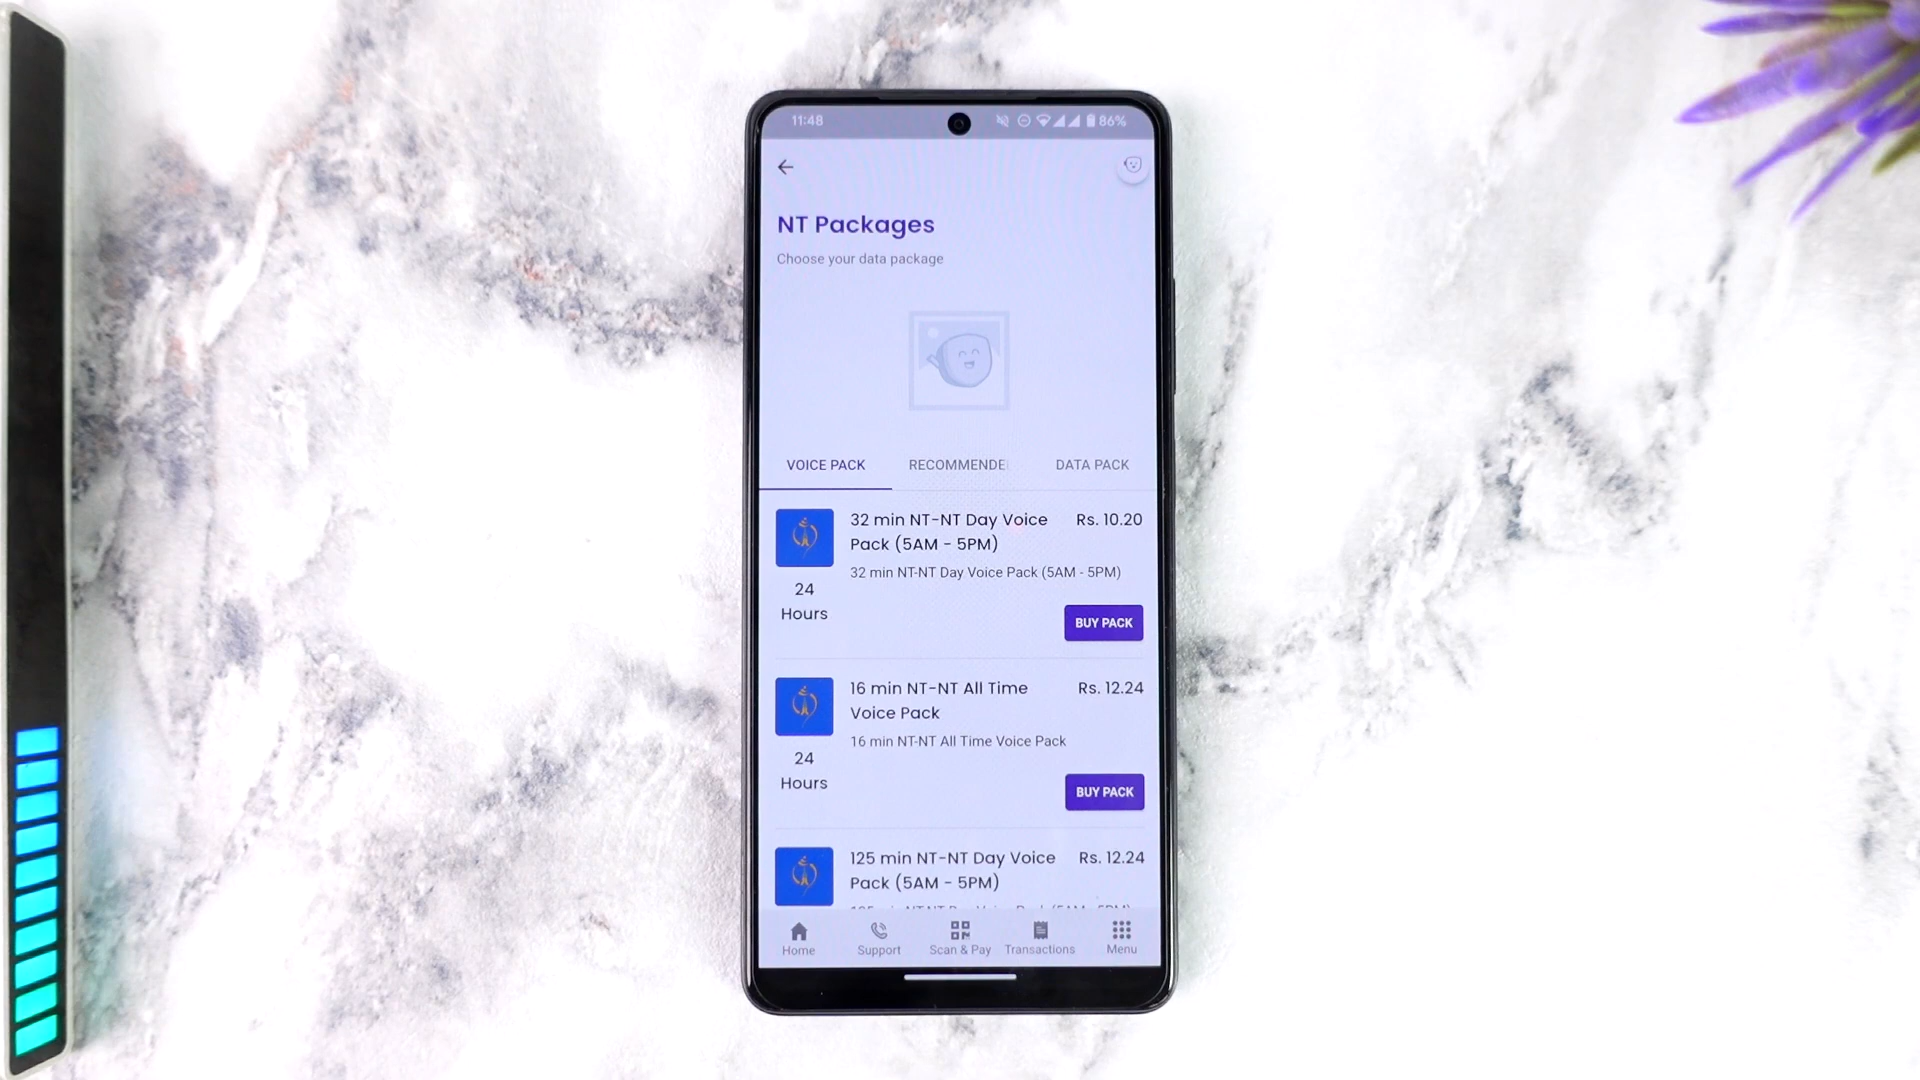 11:48
86%
NT Packages
Choose your data package
VOICE PACK
RECOMMENDE
DATA PACK
32 min NT-NT Day Voice
Pack (5AM - 5PM)
Rs. 10.20
32 min NT-NT Day Voice Pack (5AM - 5PM)
24
Hours
BUY PACK
16 min NT-NT All Time
Voice Pack
Rs. 12.24
16 min NT-NT All Time Voice Pack
24
Hours
BUY PACK
125 min NT-NT Day Voice
Pack (5AM - 5PM)
Rs. 12.24
Home
Support
Scan & Pay
Transactions
Menu